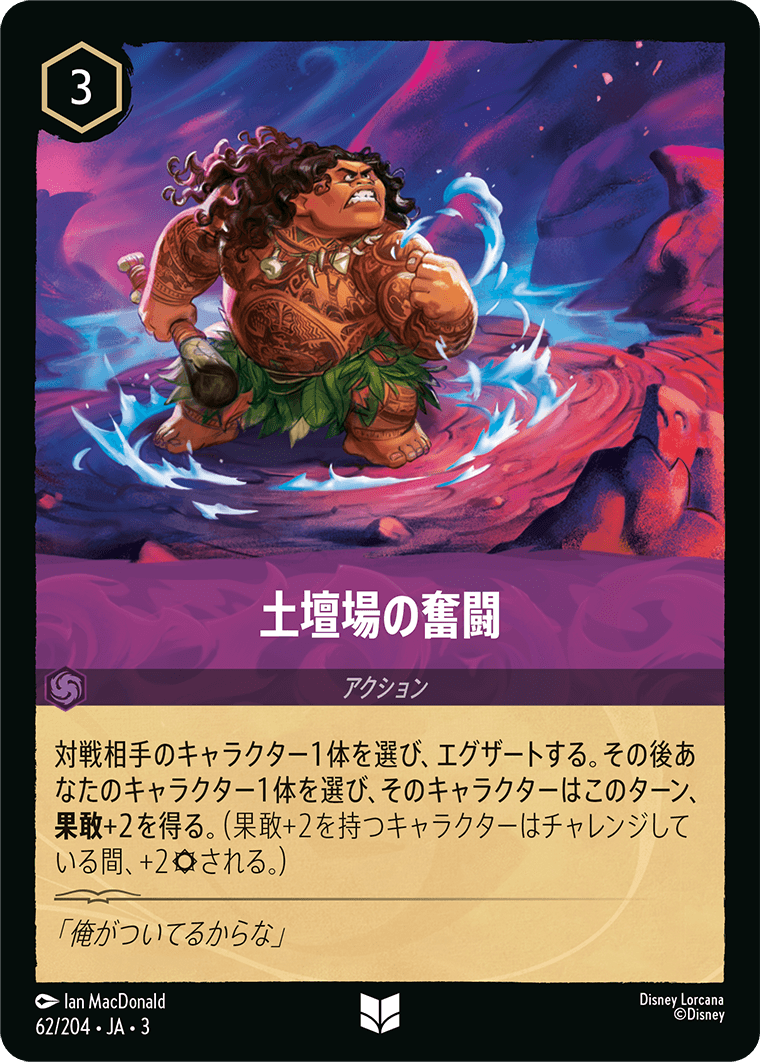 3
土壇場の奮闘
アクション
対戦相手のキャラクター1体を選び、エグザートする。その後あ
なたのキャラクター1体を選び、そのキャラクターはこのターン、
果敢+2を得る。(果敢+2を持つキャラクターはチャレンジして
いる間、+2される。)
「俺がついてるからな」
Ian MacDonald
62/204・JA・3
Disney Lorcana
©Disney